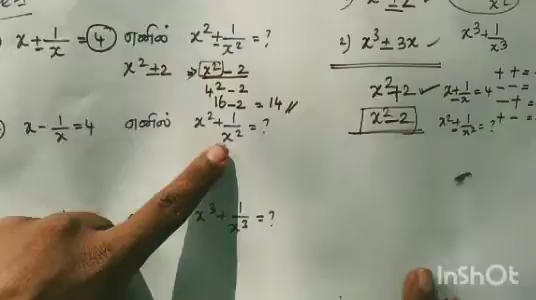 x + 1/x = 4 எனில் x² + 1/x² = ?
x² ± 2 ⇒ x² - 2
4² - 2
16 - 2 = 14 //
x - 1/x = 4 எனில் x² + 1/x² = ?
x³ + 1/x³ = ?
2) x³ ± 3x
x³ + 1/x³
x² + 2
x² - 2
x + 1/x = 4
x² + 1/x² = ?
+ + =
- - =
- + =
+ - =
InShOt